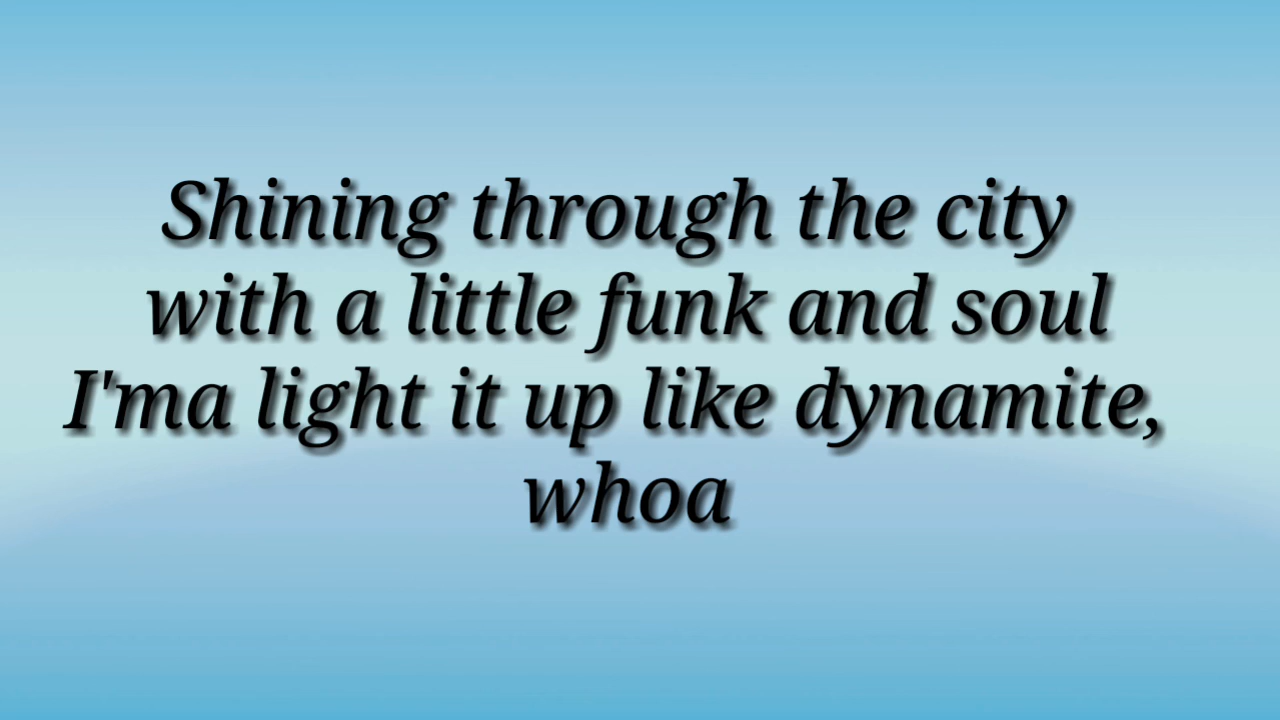 Shining through the city
with a little funk and soul
I'ma light it up like dynamite,
whoa